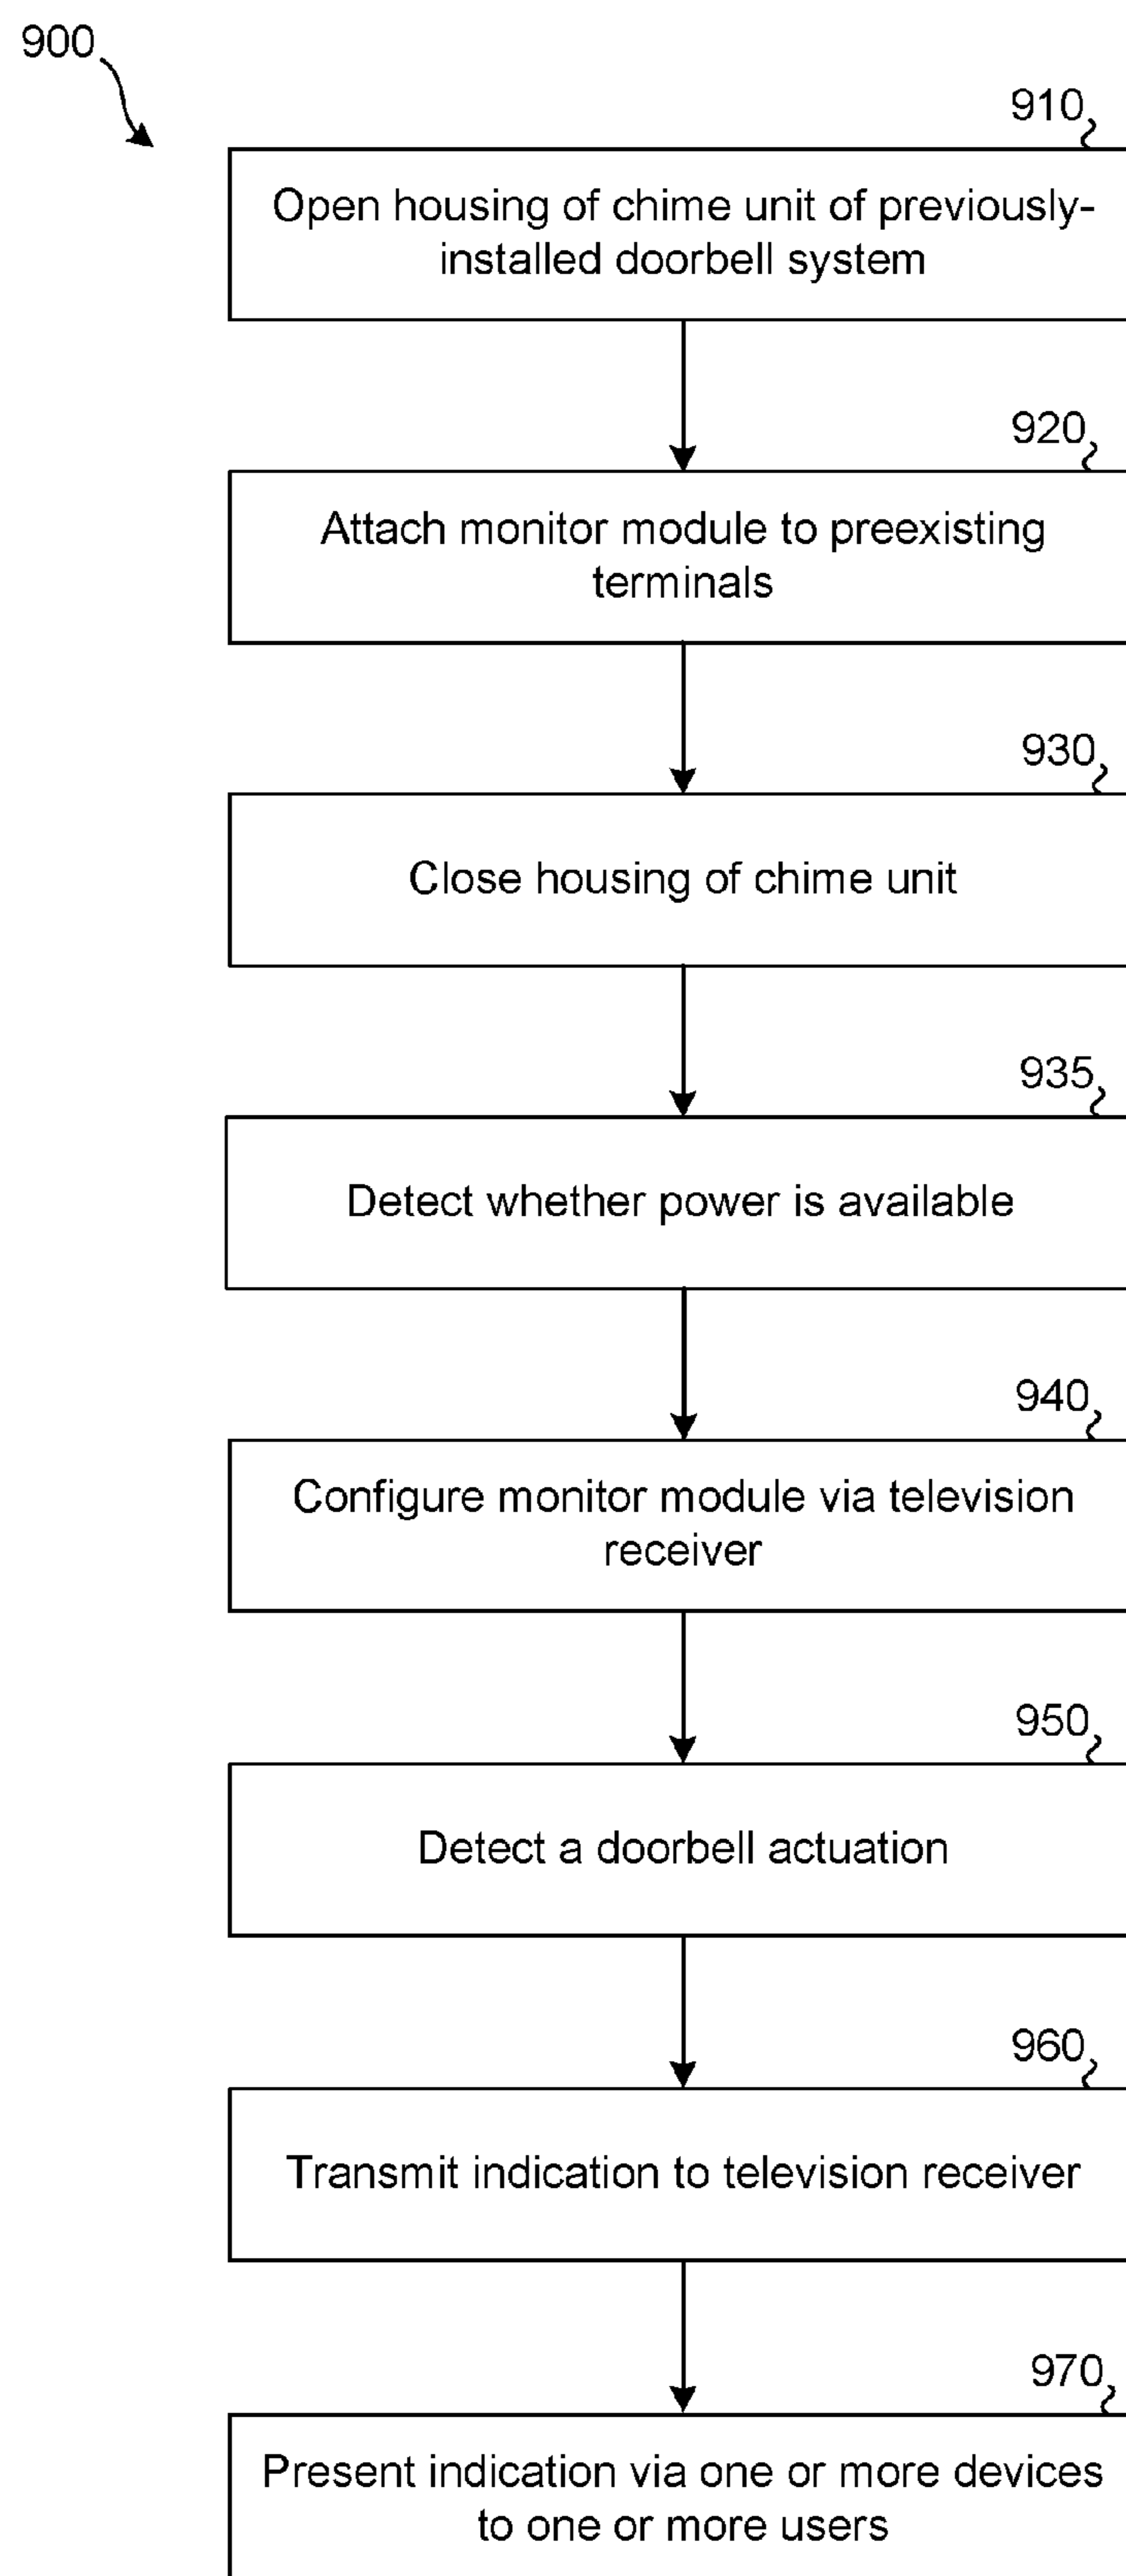 900
910
Open housing of chime unit of previously-
installed doorbell system
920
Attach monitor module to preexisting
terminals
930
Close housing of chime unit
935
Detect whether power is available
940
Configure monitor module via television
receiver
950
Detect a doorbell actuation
960
Transmit indication to television receiver
970
Present indication via one or more devices
to one or more users